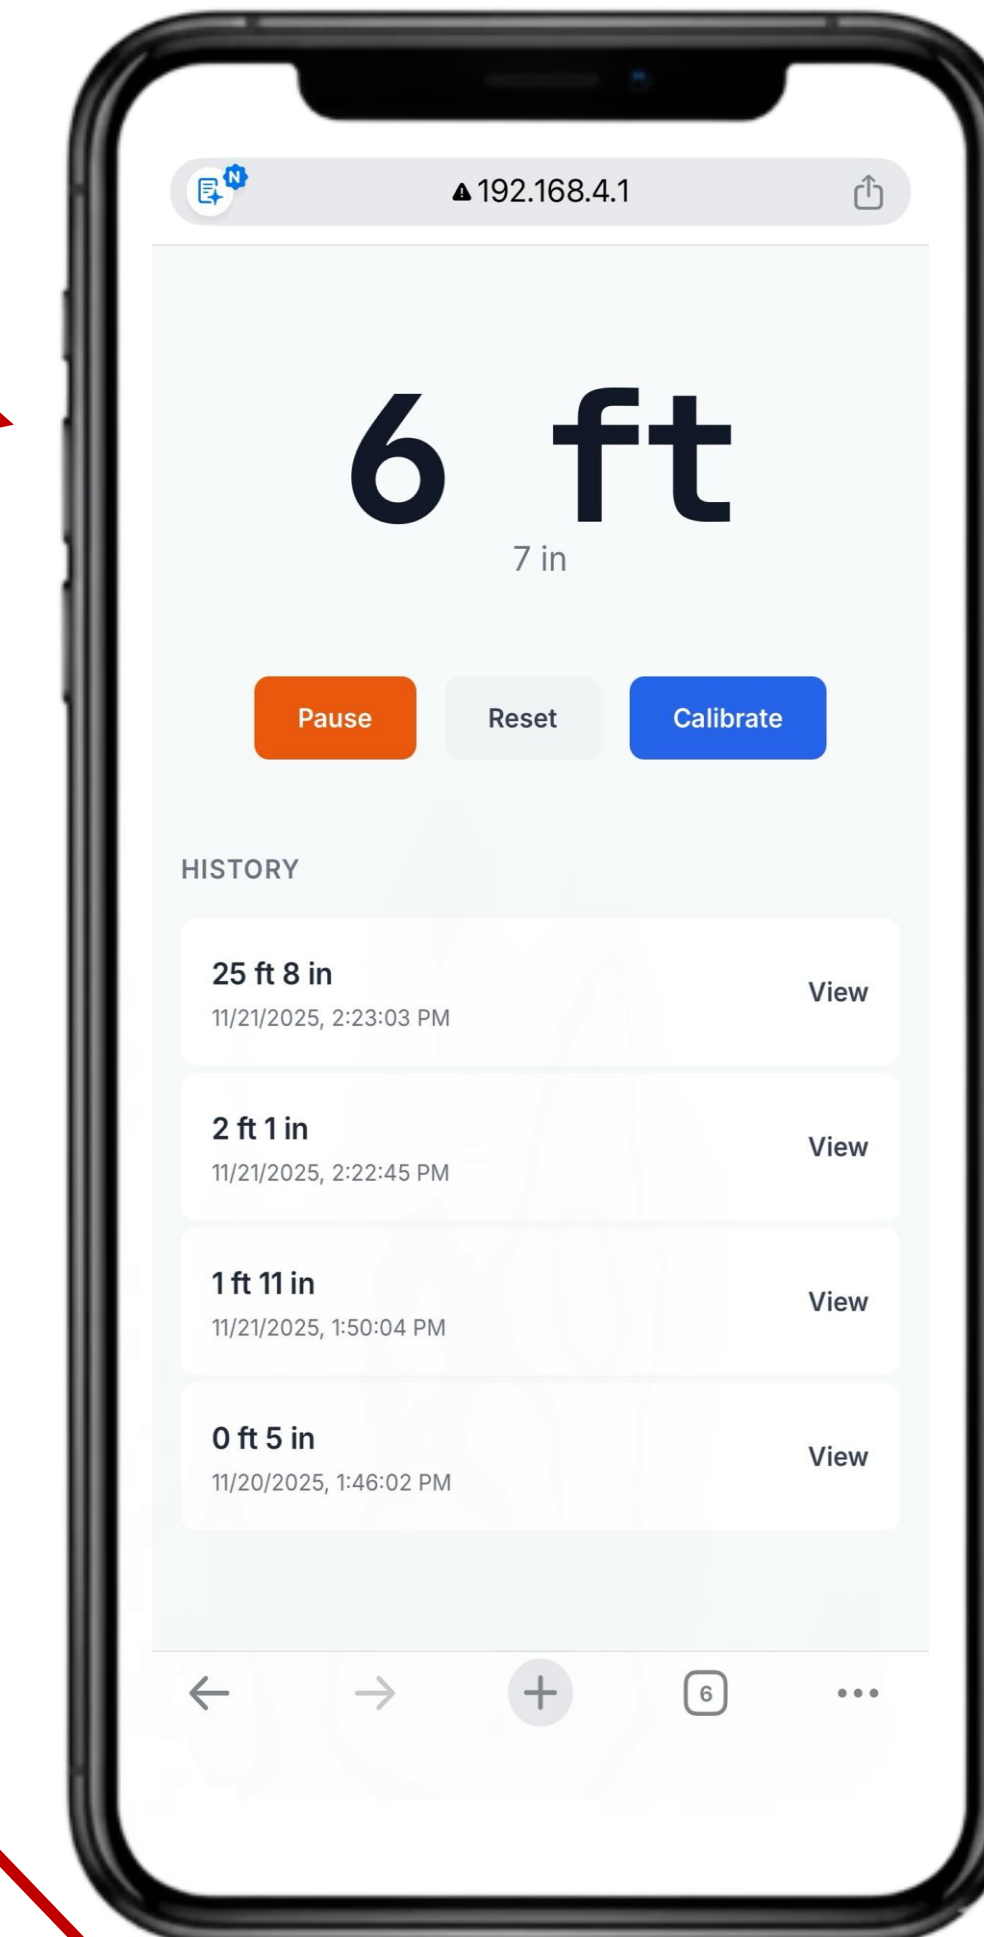 N
192.168.4.1
6 ft
7 in
Pause Reset Calibrate
HISTORY
25 ft 8 in
11/21/2025, 2:23:03 PM
View
2 ft 1 in
11/21/2025, 2:22:45 PM
View
1 ft 11 in
11/21/2025, 1:50:04 PM
View
0 ft 5 in
11/20/2025, 1:46:02 PM
View
6